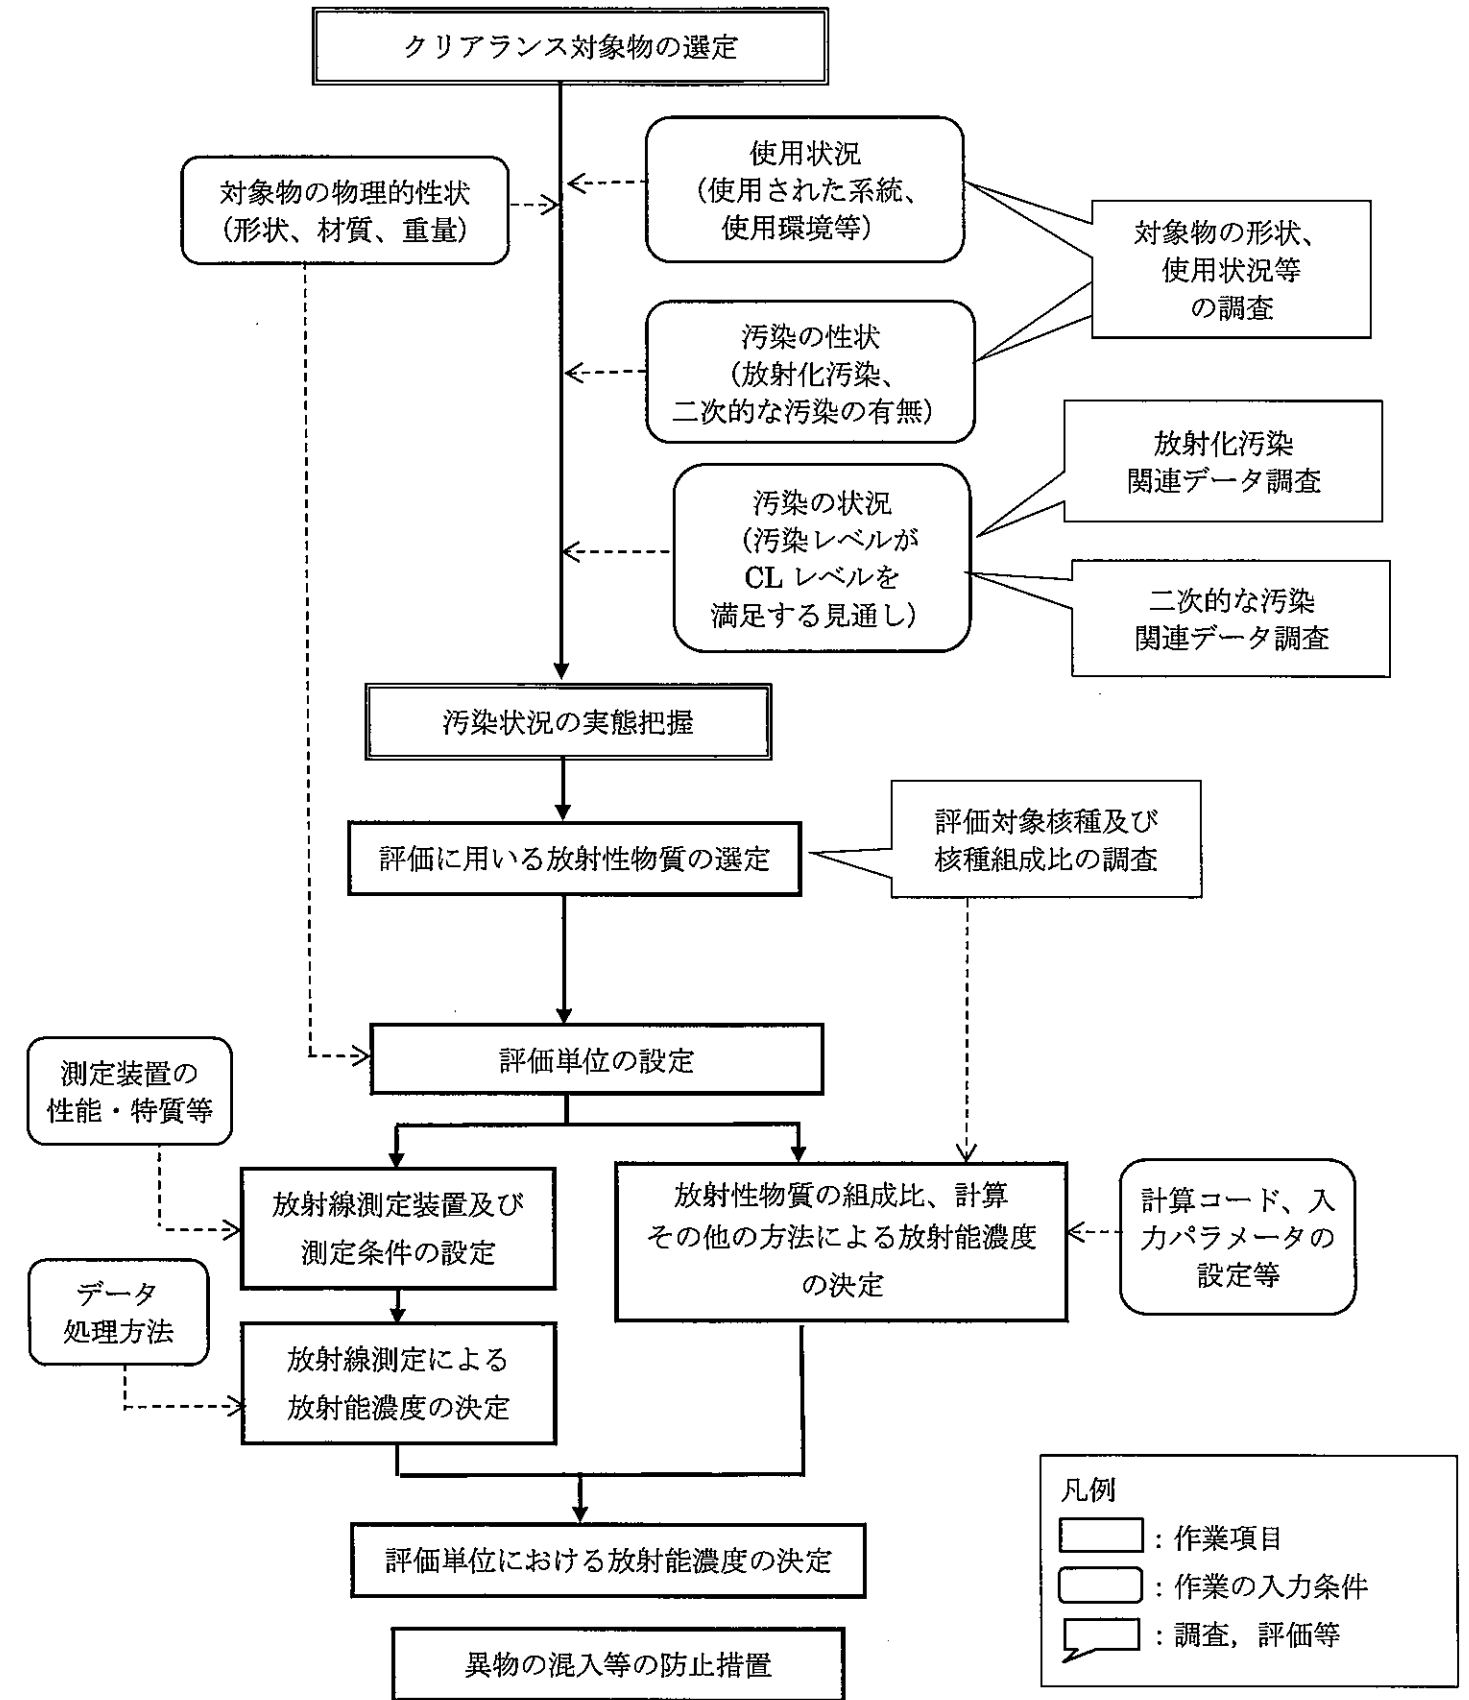 クリアランス対象物の選定
使用状況
（使用された系統、
使用環境等）
対象物の物理的性状
（形状、材質、重量）
対象物の形状、
使用状況等
の調査
汚染の性状
（放射化汚染、
二次的な汚染の有無）
放射化汚染
関連データ調査
汚染の状況
（汚染レベルが
CL レベルを
満足する見通し）
二次的な汚染
関連データ調査
汚染状況の実態把握
評価対象核種及び
核種組成比の調査
評価に用いる放射性物質の選定
評価単位の設定
測定装置の
性能・特質等
放射線測定装置及び
測定条件の設定
放射性物質の組成比、計算
その他の方法による放射能濃度
の決定
計算コード、入
力パラメータの
設定等
データ
処理方法
放射線測定による
放射能濃度の決定
評価単位における放射能濃度の決定
異物の混入等の防止措置
凡例
：作業項目
：作業の入力条件
：調査，評価等